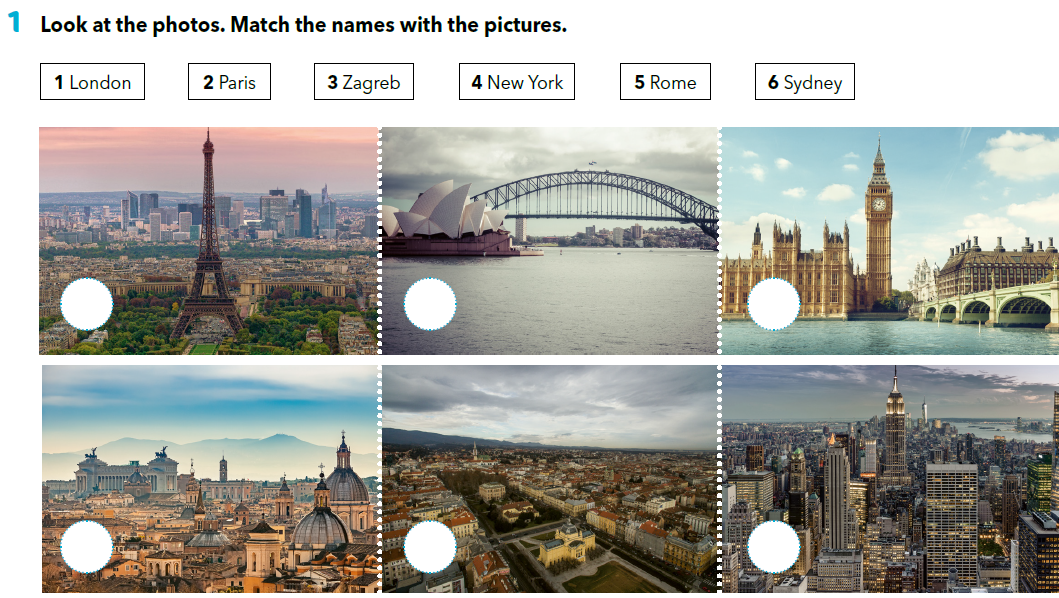 1 Look at the photos. Match the names with the pictures.
1 London 2 Paris 3 Zagreb 4 New York 5 Rome 6 Sydney